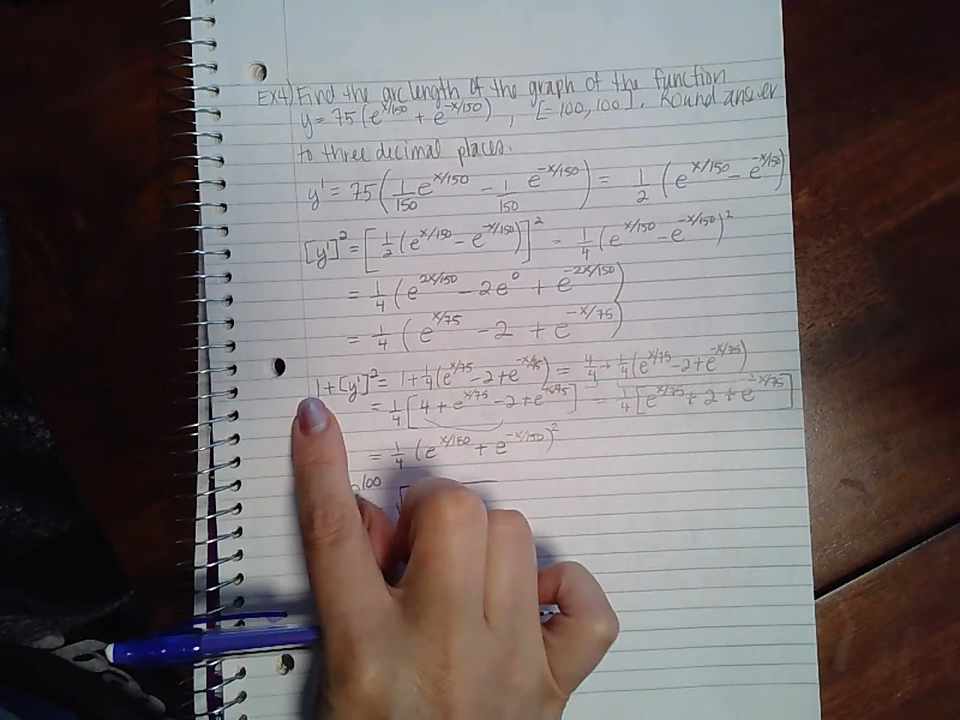 Ex4) Find the arc length of the graph of the function
y = 75(e^{x/150} + e^{-x/150}), [-100, 100]. Round answer
to three decimal places.
y' = 75(1/150 e^{x/150} - 1/150 e^{-x/150}) = 1/2 (e^{x/150} - e^{-x/150})
[y']^2 = [1/2 (e^{x/150} - e^{-x/150})]^2 = 1/4 (e^{x/150} - e^{-x/150})^2
= 1/4 (e^{2x/150} - 2e^0 + e^{-2x/150})
= 1/4 (e^{x/75} - 2 + e^{-x/75})
1+[y']^2 = 1+1/4(e^{x/75} - 2 + e^{-x/75}) = 4/4 + 1/4(e^{x/75} - 2 + e^{-x/75})
= 1/4 [4 + e^{x/75} - 2 + e^{-x/75}] = 1/4 [e^{x/75} + 2 + e^{-x/75}]
= 1/4 (e^{x/150} + e^{-x/150})^2
100 √